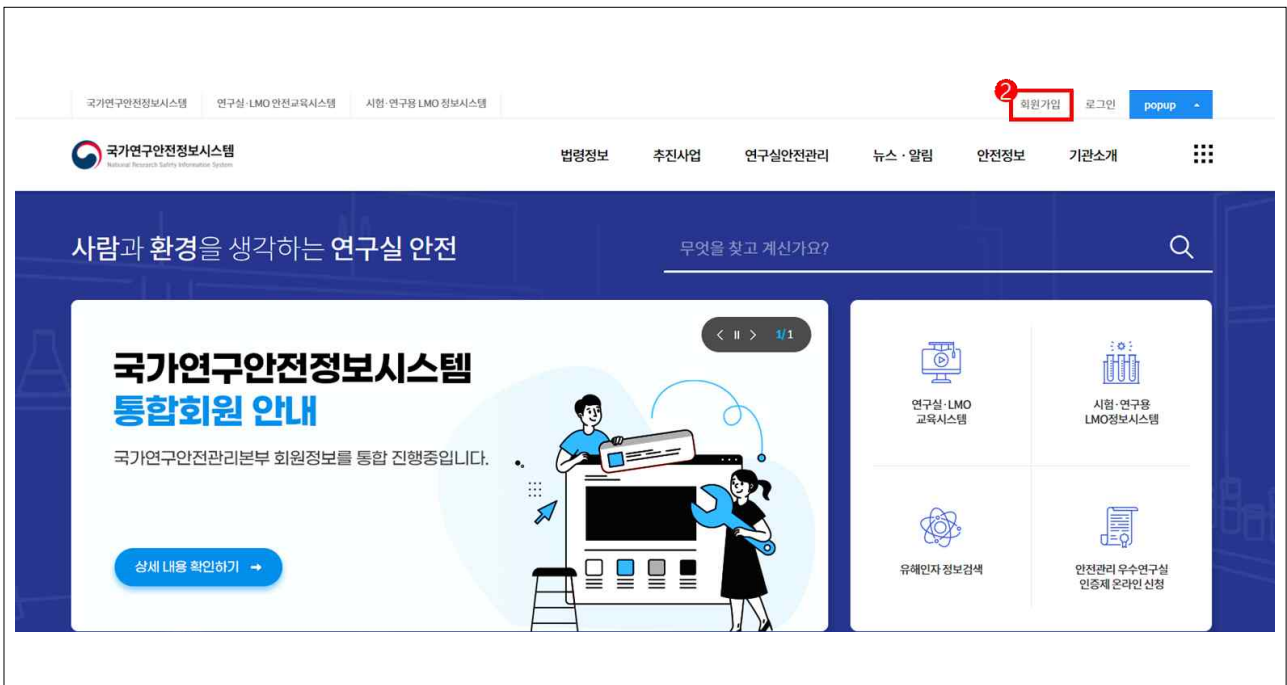 국가연구안전정보시스템 연구실·LMO 안전교육시스템 시험·연구용 LMO 정보시스템
2 회원가입 로그인 popup
국가연구안전정보시스템
National Research Safety Information System
법령정보 추진사업 연구실안전관리 뉴스·알림 안전정보 기관소개
사람과 환경을 생각하는 연구실 안전
무엇을 찾고 계신가요?
1/1
국가연구안전정보시스템
통합회원 안내
국가연구안전관리본부 회원정보를 통합 진행중입니다.
상세 내용 확인하기 →
연구실·LMO
교육시스템
시험·연구용
LMO정보시스템
유해인자 정보검색
안전관리 우수연구실
인증제 온라인 신청